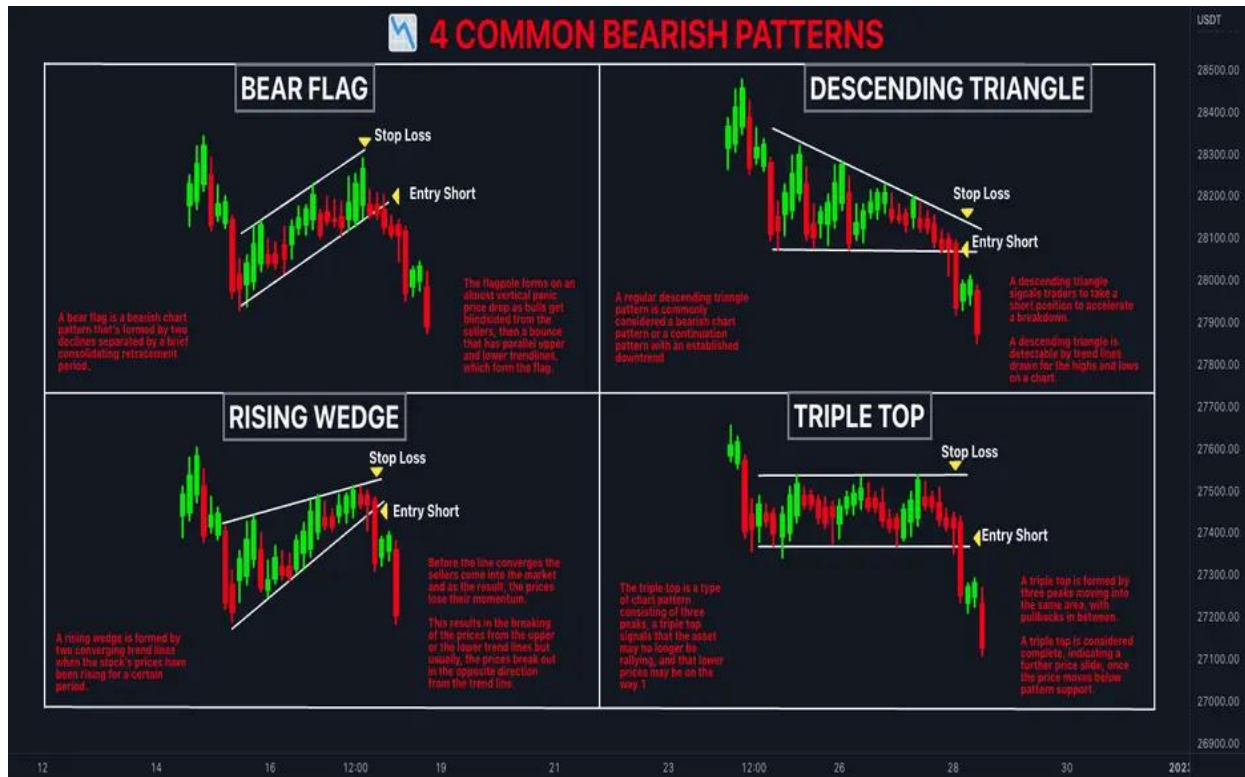 4 COMMON BEARISH PATTERNS
USDT
BEAR FLAG
Stop Loss
Entry Short
A bear flag is a bearish chart
pattern that's formed by two
declines separated by a brief
consolidating retracement
period.
The flagpole forms on an
almost vertical panic
price drop as bulls get
blindsided from the
sellers, then a bounce
that has parallel upper
and lower trendlines,
which form the flag.
DESCENDING TRIANGLE
Stop Loss
Entry Short
A regular descending triangle
pattern is commonly
considered a bearish chart
pattern or a continuation
pattern with an established
downtrend
A descending triangle
signals traders to take a
short position to accelerate
a breakdown.
A descending triangle is
detectable by trend lines
drawn for the highs and lows
on a chart.
RISING WEDGE
Stop Loss
Entry Short
A rising wedge is formed by
two converging trend lines
when the stock's prices have
been rising for a certain
period.
Before the line converges the
sellers come into the market
and as the result, the prices
lose their momentum.
This results in the breaking
of the prices from the upper
or the lower trend lines but
usually, the prices break out
in the opposite direction
from the trend line.
TRIPLE TOP
Stop Loss
Entry Short
The triple top is a type
of chart pattern
consisting of three
peaks, a triple top
signals that the asset
may no longer be
rallying, and that lower
prices may be on the
way. 1
A triple top is formed by
three peaks moving into
the same area, with
pullbacks in between.
A triple top is considered
complete, indicating a
further price slide, once
the price moves below
pattern support.
28500.00
28400.00
28300.00
28200.00
28100.00
28000.00
27900.00
27800.00
27700.00
27600.00
27500.00
27400.00
27300.00
27200.00
27100.00
27000.00
26900.00
12 14 16 12:00 19 21 23 12:00 26 28 30